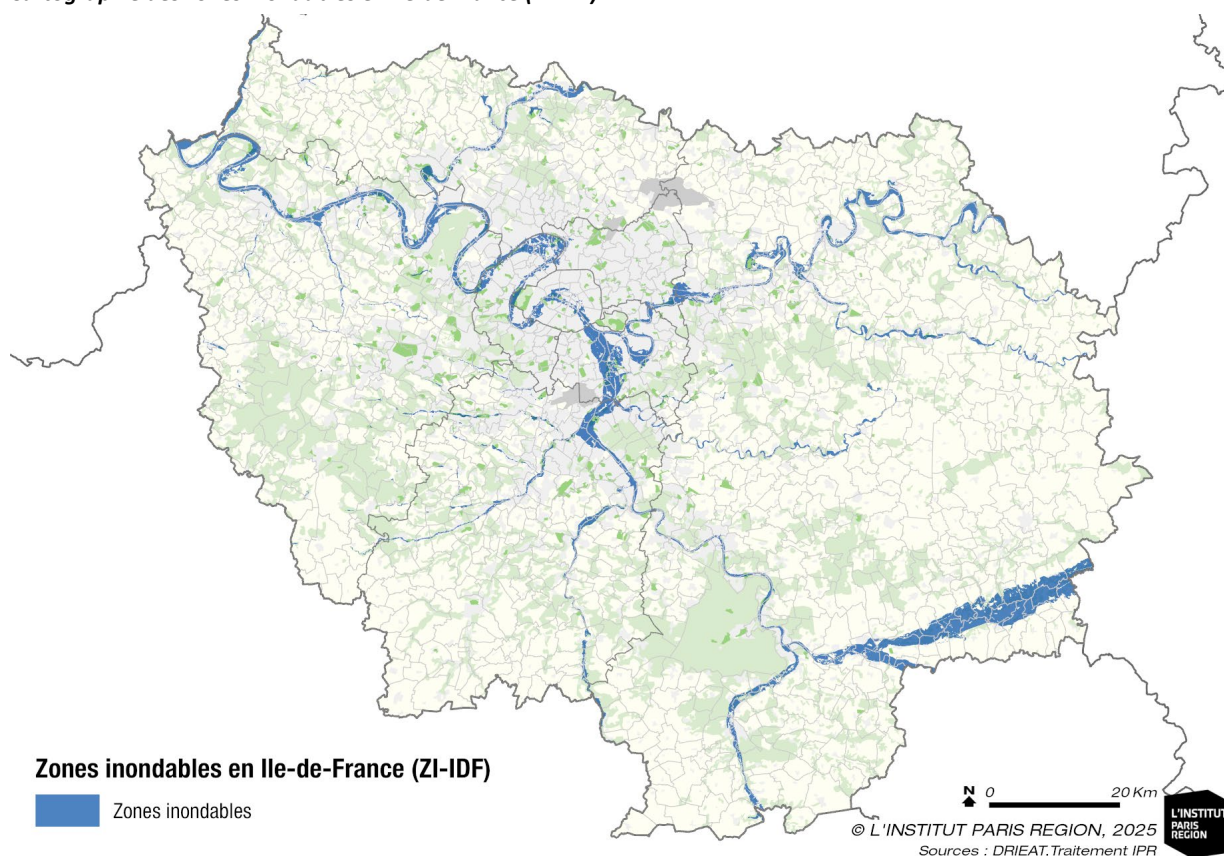 Zones inondables en Ile-de-France (ZI-IDF)
Zones inondables
N 0 20 Km
© L'INSTITUT PARIS REGION, 2025
Sources : DRIEAT,Traitement IPR
L'INSTITUT
PARIS
REGION